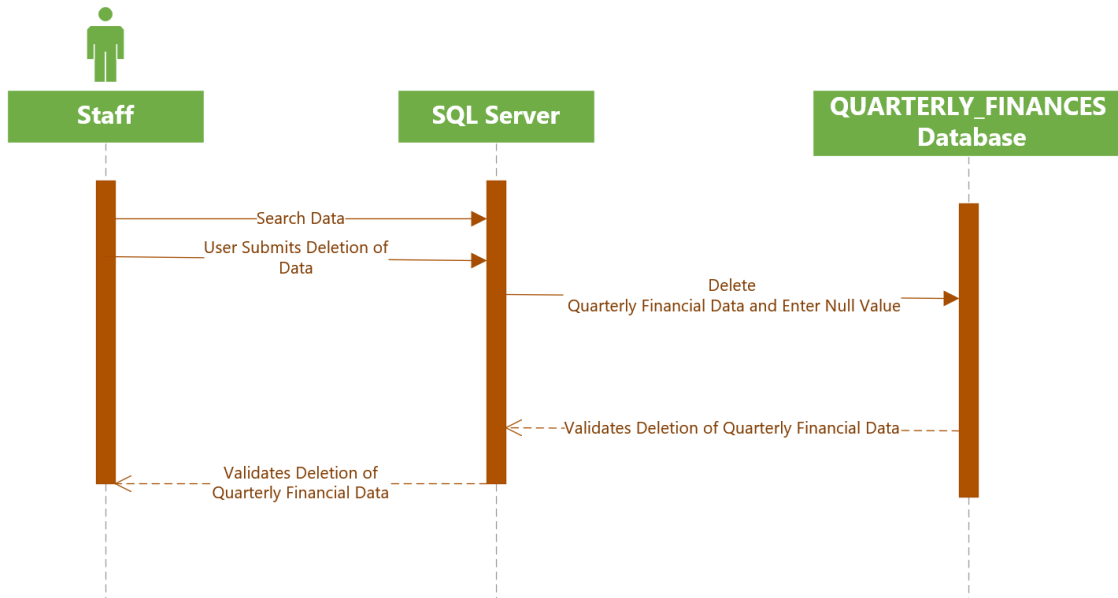 Staff
SQL Server
QUARTERLY_FINANCES
Database
Search Data
User Submits Deletion of
Data
Delete
Quarterly Financial Data and Enter Null Value
Validates Deletion of Quarterly Financial Data
Validates Deletion of
Quarterly Financial Data